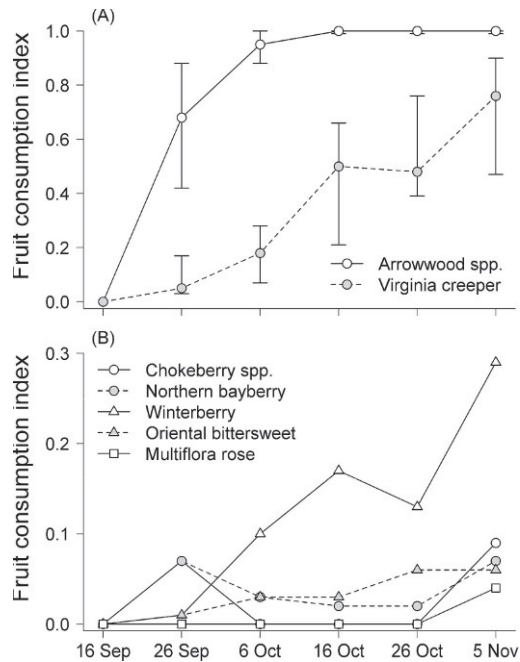 (A)
Fruit consumption index
1.0
0.8
0.6
0.4
0.2
0.0
Arrowwood spp.
Virginia creeper
(B)
Fruit consumption index
0.3
0.2
0.1
0.0
Chokeberry spp.
Northern bayberry
Winterberry
Oriental bittersweet
Multiflora rose
16 Sep 26 Sep 6 Oct 16 Oct 26 Oct 5 Nov